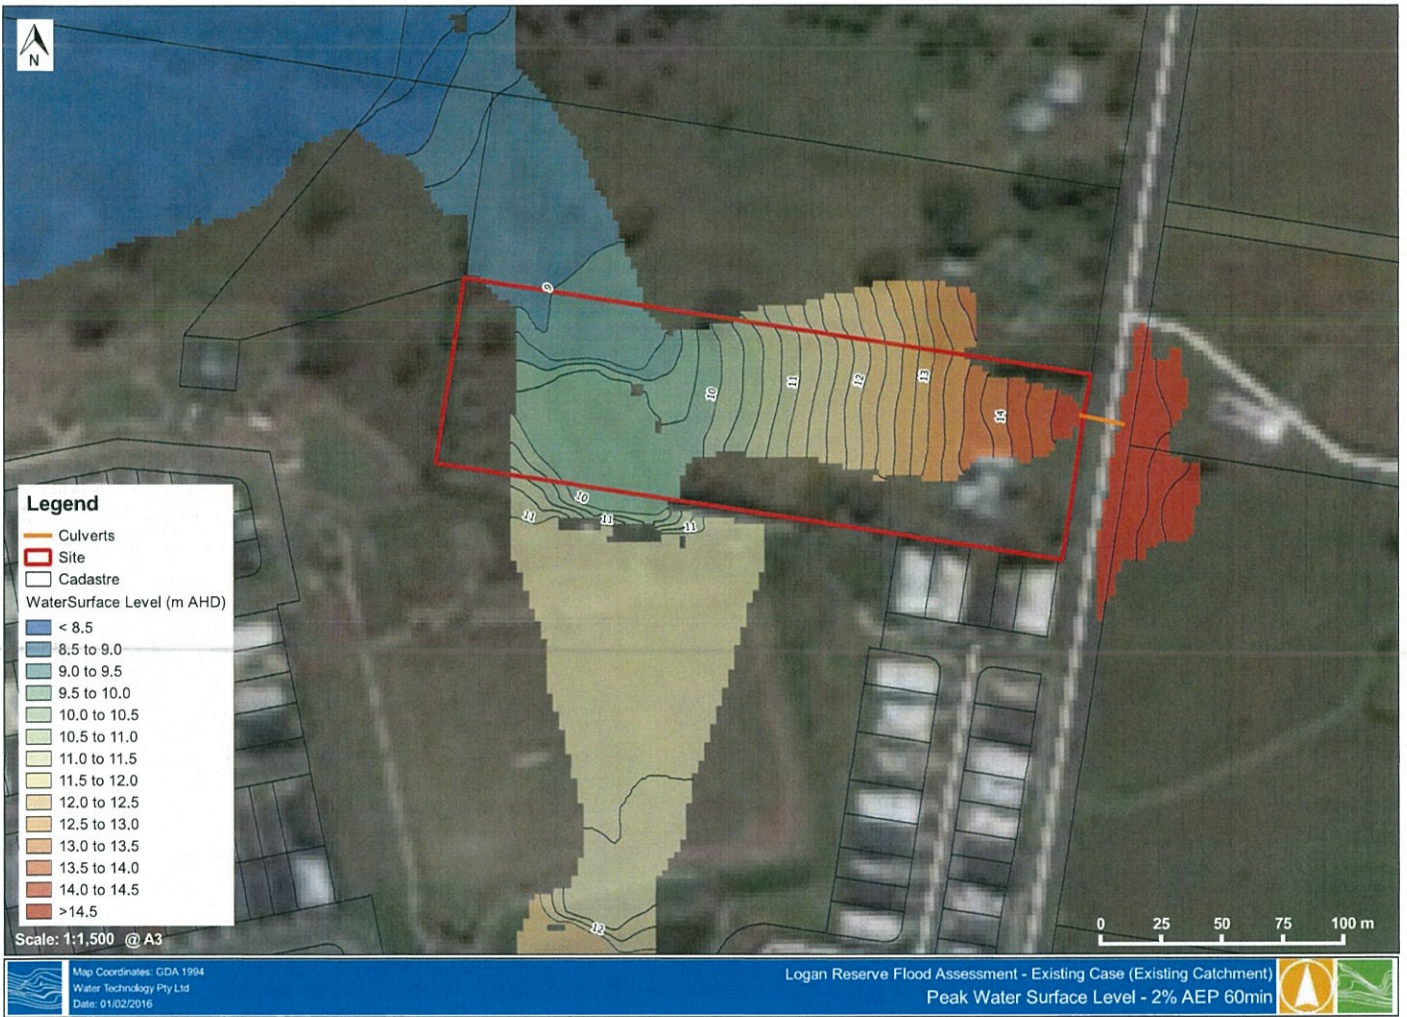 N
9
10
11
12
13
14
10
11
11
11
12
Legend
Culverts
Site
Cadastre
WaterSurface Level (m AHD)
< 8.5
8.5 to 9.0
9.0 to 9.5
9.5 to 10.0
10.0 to 10.5
10.5 to 11.0
11.0 to 11.5
11.5 to 12.0
12.0 to 12.5
12.5 to 13.0
13.0 to 13.5
13.5 to 14.0
14.0 to 14.5
>14.5
Scale: 1:1,500 @ A3
0 25 50 75 100 m
Map Coordinates: GDA 1994
Water Technology Pty Ltd
Date: 01/02/2016
Logan Reserve Flood Assessment - Existing Case (Existing Catchment)
Peak Water Surface Level - 2% AEP 60min